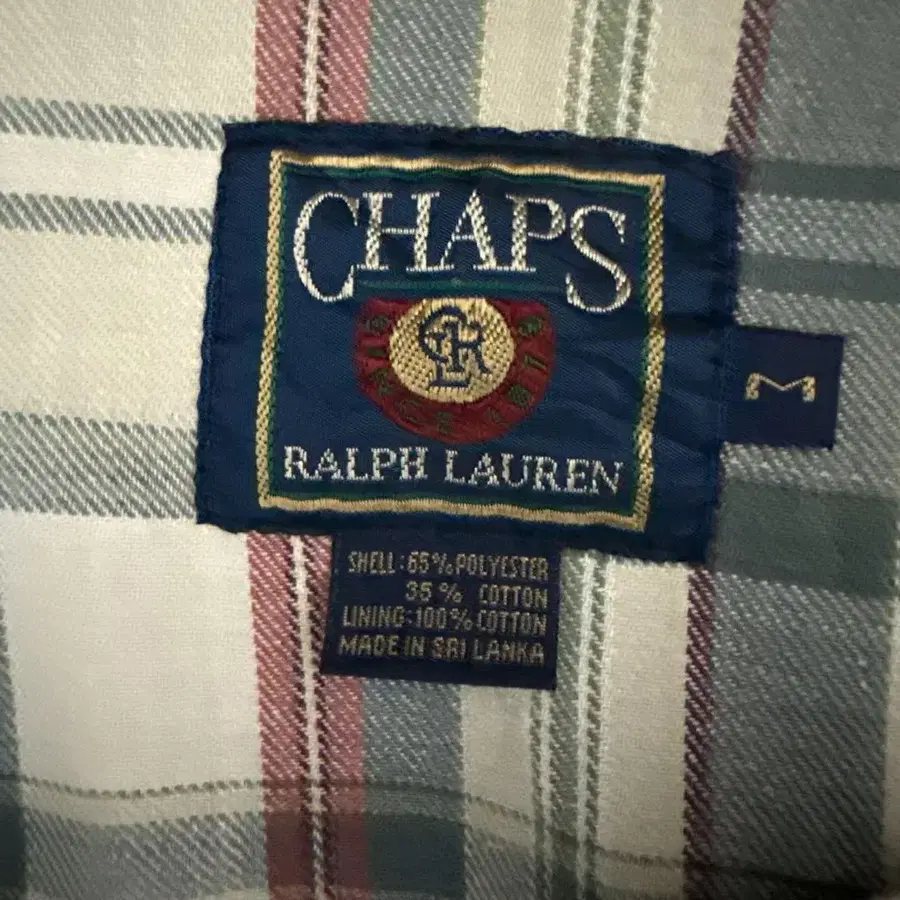 CHAPS
RALPH LAUREN
M
SHELL: 65% POLYESTER
35% COTTON
LINING: 100% COTTON
MADE IN SRI LANKA